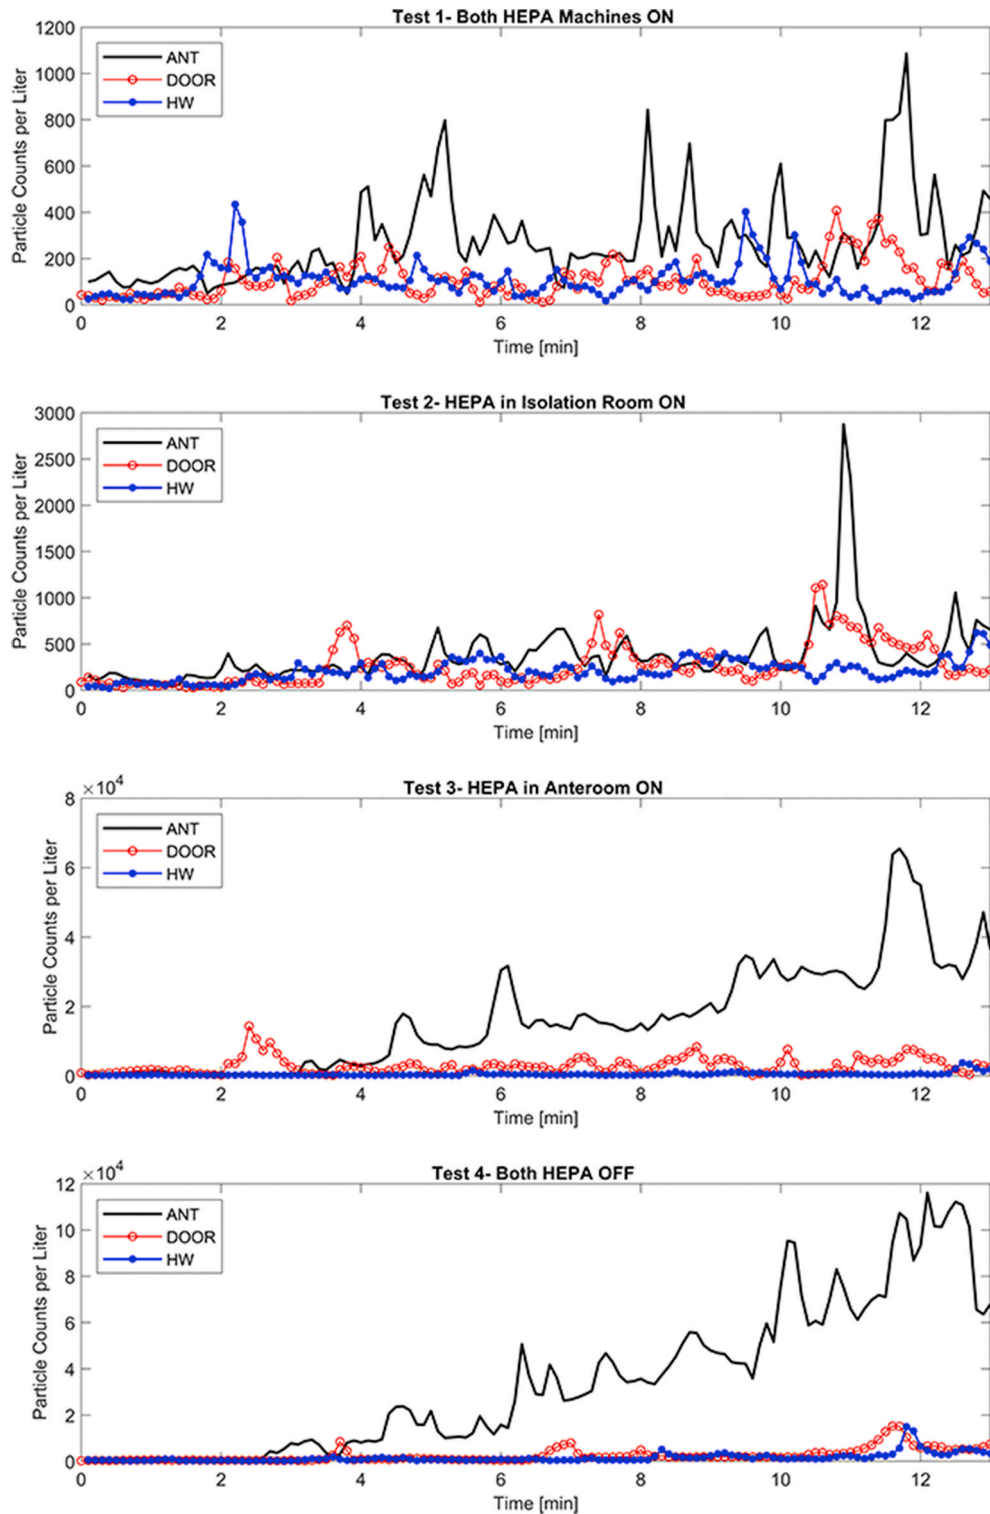 Test 1- Both HEPA Machines ON
1200
1000
800
600
400
200
0
Particle Counts per Liter
ANT
DOOR
HW
0 2 4 6 8 10 12
Time [min]
Test 2- HEPA in Isolation Room ON
3000
2500
2000
1500
1000
500
0
Particle Counts per Liter
ANT
DOOR
HW
0 2 4 6 8 10 12
Time [min]
Test 3- HEPA in Anteroom ON
×10⁴
8
6
4
2
0
Particle Counts per Liter
ANT
DOOR
HW
0 2 4 6 8 10 12
Time [min]
Test 4- Both HEPA OFF
×10⁴
12
10
8
6
4
2
0
Particle Counts per Liter
ANT
DOOR
HW
0 2 4 6 8 10 12
Time [min]